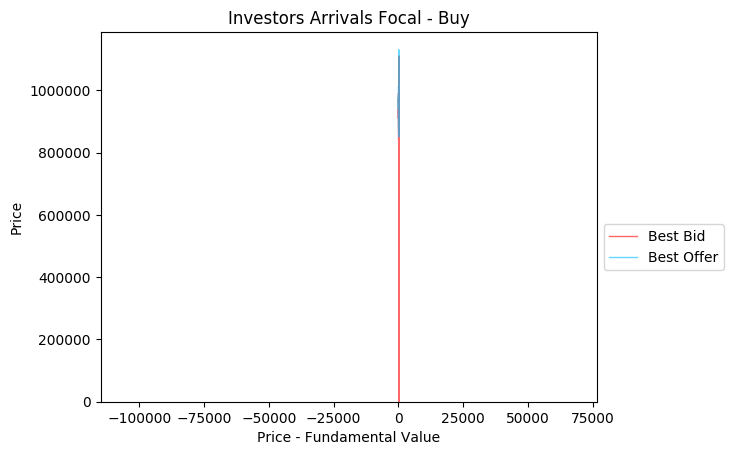 Investors Arrivals Focal - Buy
Price
1000000
800000
600000
400000
200000
0
−100000 −75000 −50000 −25000 0 25000 50000 75000
Price - Fundamental Value
Best Bid
Best Offer